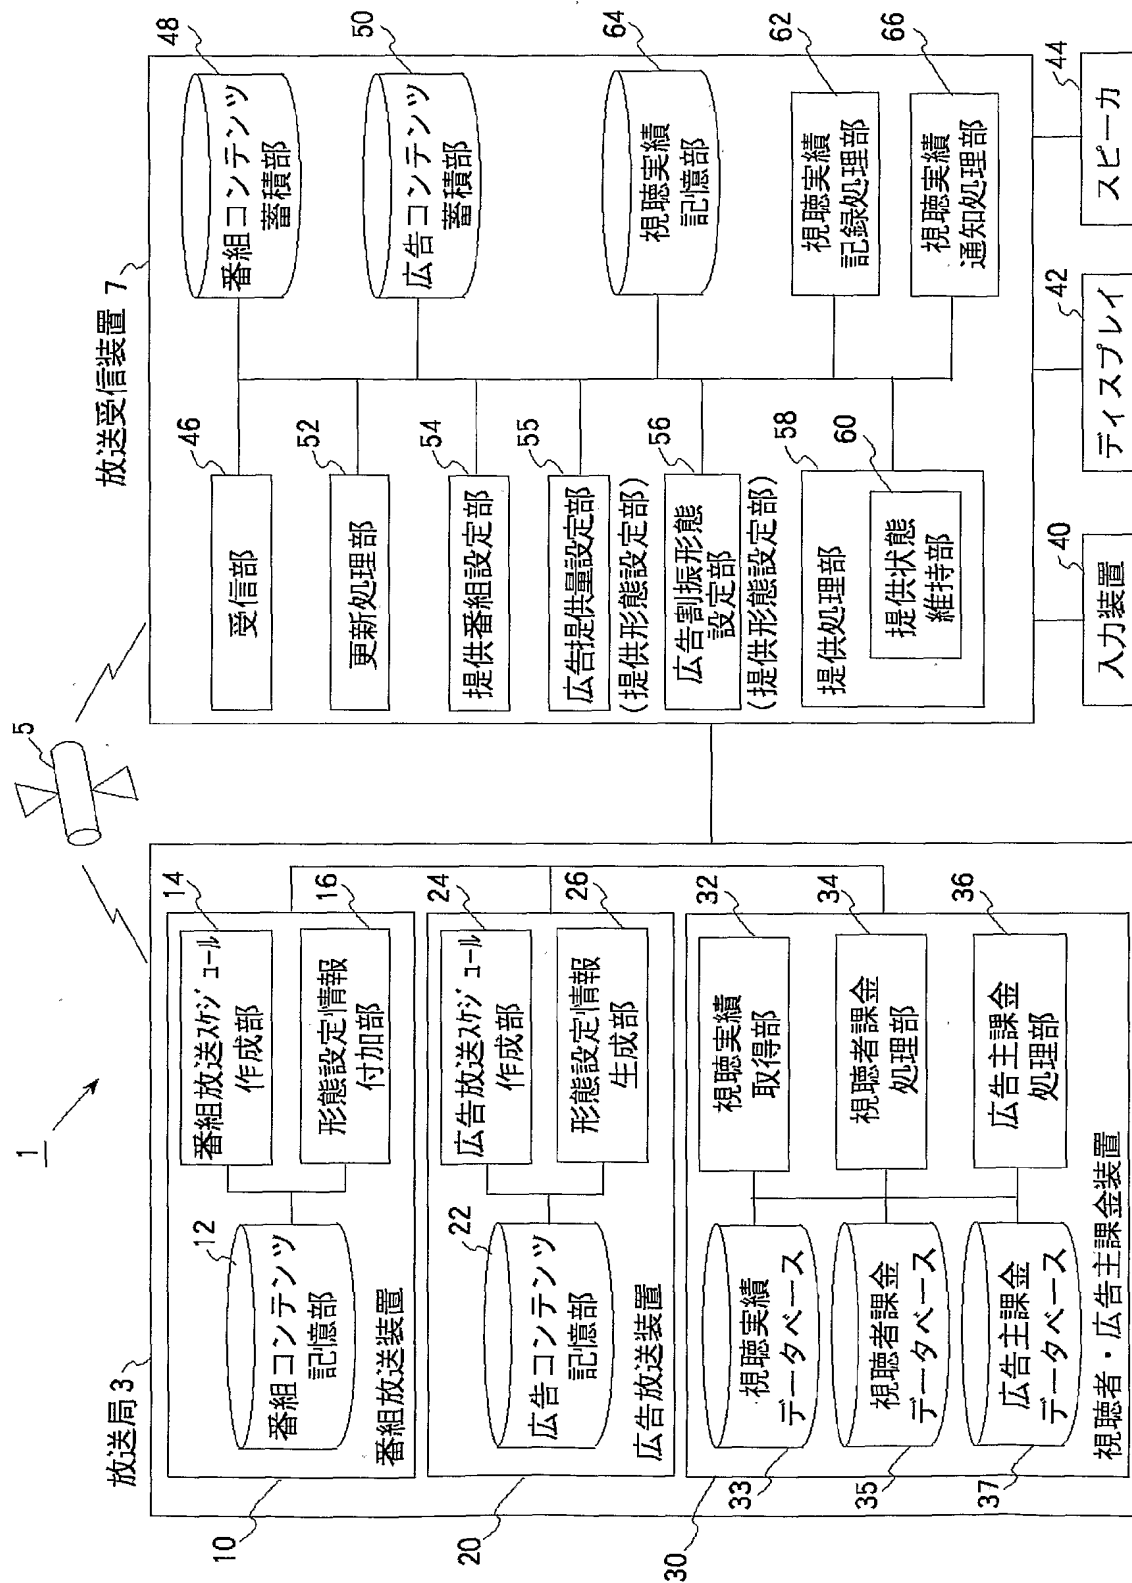 1
5
放送局3
10
12
番組コンテンツ
記憶部
14
番組放送ｽｹｼﾞｭｰﾙ
作成部
16
形態設定情報
付加部
番組放送装置
20
22
広告コンテンツ
記憶部
24
広告放送ｽｹｼﾞｭｰﾙ
作成部
26
形態設定情報
生成部
広告放送装置
30
32
視聴実績
取得部
33
視聴実績
データベース
34
視聴者課金
処理部
35
視聴者課金
データベース
36
広告主課金
処理部
37
広告主課金
データベース
視聴者・広告主課金装置
放送受信装置 7
46
受信部
48
番組コンテンツ
蓄積部
52
更新処理部
50
広告コンテンツ
蓄積部
54
提供番組設定部
55
広告提供量設定部
(提供形態設定部)
64
視聴実績
記憶部
56
広告割振形態
設定部
(提供形態設定部)
62
視聴実績
記録処理部
58
提供処理部
60
提供状態
維持部
66
視聴実績
通知処理部
40
入力装置
42
ディスプレイ
44
スピーカ